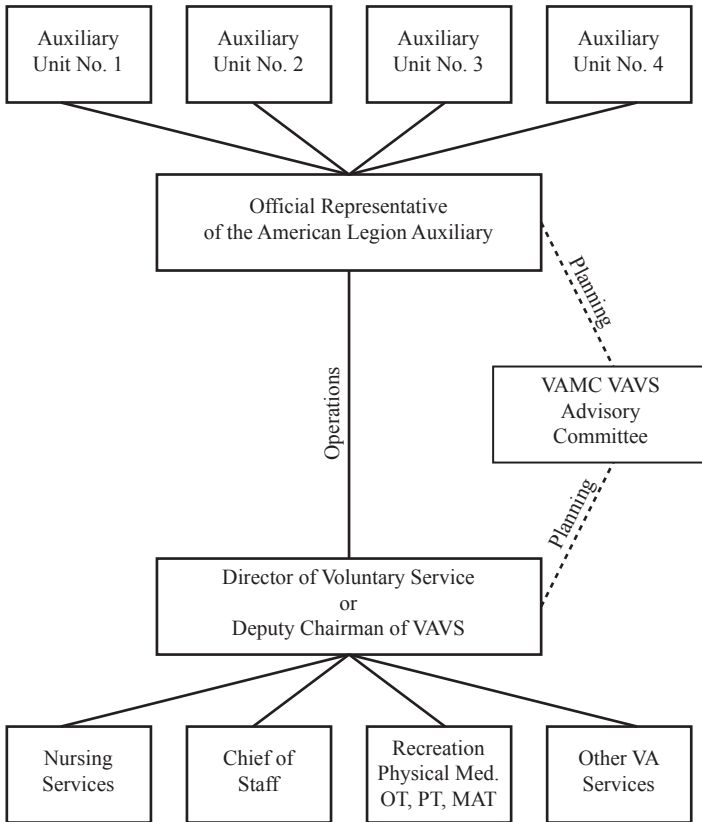 Auxiliary
Unit No. 1
Auxiliary
Unit No. 2
Auxiliary
Unit No. 3
Auxiliary
Unit No. 4
Official Representative
of the American Legion Auxiliary
Planning
Operations
VAMC VAVS
Advisory
Committee
Planning
Director of Voluntary Service
or
Deputy Chairman of VAVS
Nursing
Services
Chief of
Staff
Recreation
Physical Med.
OT, PT, MAT
Other VA
Services